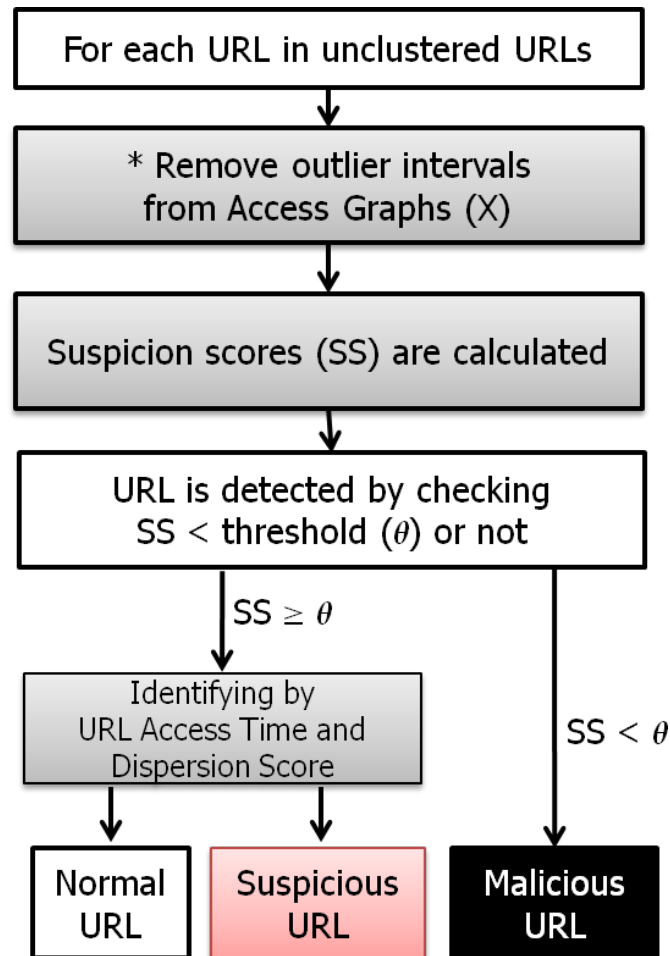 For each URL in unclustered URLs
* Remove outlier intervals
from Access Graphs (X)
Suspicion scores (SS) are calculated
URL is detected by checking
SS < threshold (θ) or not
SS ≥ θ
Identifying by
URL Access Time and
Dispersion Score
SS < θ
Normal
URL
Suspicious
URL
Malicious
URL